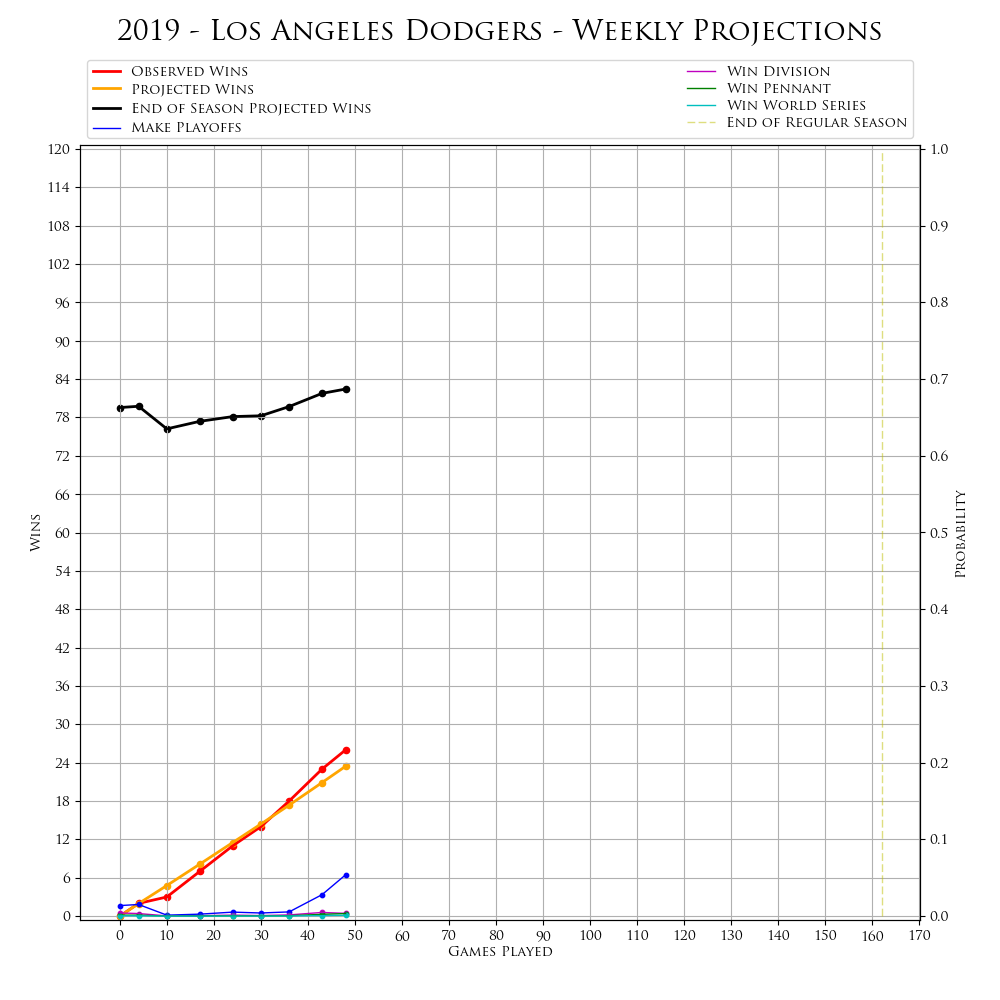 2019 - Los Angeles Dodgers - Weekly Projections
Observed Wins
Projected Wins
End of Season Projected Wins
Make Playoffs
Win Division
Win Pennant
Win World Series
End of Regular Season
120
114
108
102
96
90
84
78
72
66
60
54
48
42
36
30
24
18
12
6
0
Wins
1.0
0.9
0.8
0.7
0.6
0.5
0.4
0.3
0.2
0.1
0.0
Probability
0 10 20 30 40 50 60 70 80 90 100 110 120 130 140 150 160 170
Games Played